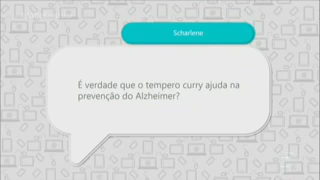 Scharlene
É verdade que o tempero curry ajuda na
prevenção do Alzheimer?